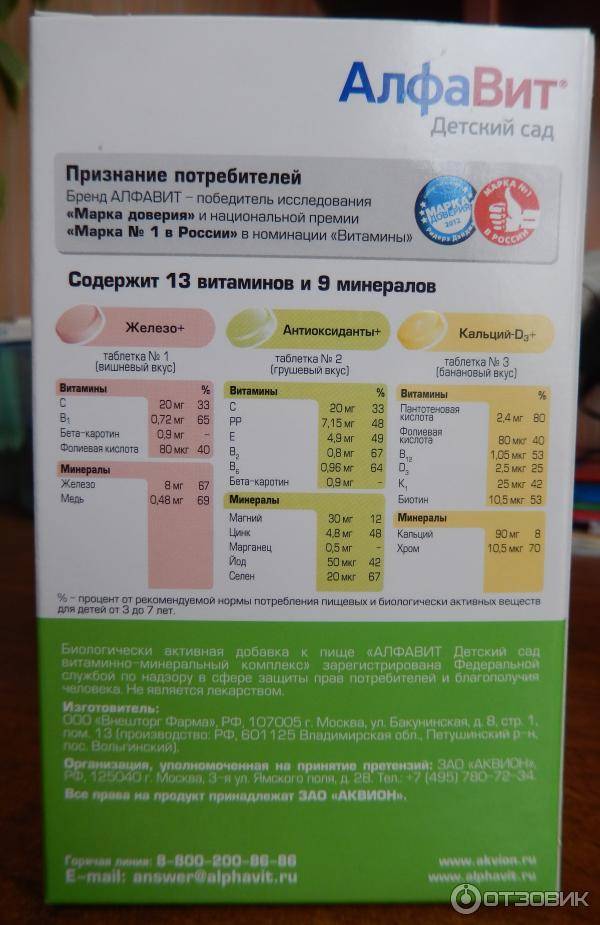 АлфаВит®
Детский сад
Признание потребителей
Бренд АЛФАВИТ – победитель исследования
«Марка доверия» и национальной премии
«Марка № 1 в России» в номинации «Витамины»
МАРКА ДОВЕРИЯ 2012 Ридерз Дайджест
МАРКА №1 В РОССИИ
Содержит 13 витаминов и 9 минералов
Железо+
таблетка № 1
(вишневый вкус)
Витамины %
C 20 мг 33
B1 0,72 мг 65
Бета-каротин 0,9 мг -
Фолиевая кислота 80 мкг 40
Минералы
Железо 8 мг 67
Медь 0,48 мг 69
Антиоксиданты+
таблетка № 2
(грушевый вкус)
Витамины %
C 20 мг 33
PP 7,15 мг 48
E 4,9 мг 49
B2 0,8 мг 67
B6 0,96 мг 64
Бета-каротин 0,9 мг -
Минералы
Магний 30 мг 12
Цинк 4,8 мг 48
Марганец 0,5 мг -
Йод 50 мкг 42
Селен 20 мкг 67
Кальций-D3+
таблетка № 3
(банановый вкус)
Витамины %
Пантотеновая
кислота 2,4 мг 80
Фолиевая
кислота 80 мкг 40
B12 1,05 мкг 53
D3 2,5 мкг 25
K1 25 мкг 42
Биотин 10,5 мкг 53
Минералы
Кальций 90 мг 8
Хром 10,5 мкг 70
% - процент от рекомендуемой нормы потребления пищевых и биологически активных веществ
для детей от 3 до 7 лет.
Биологически активная добавка к пище «АЛФАВИТ Детский сад
витаминно-минеральный комплекс» зарегистрирована Федеральной
службой по надзору в сфере защиты прав потребителей и благополучия
человека. Не является лекарством.
Изготовитель:
ООО «Внешторг Фарма», РФ, 107005 г. Москва, ул. Бакунинская, д. 8, стр. 1,
пом. 13 (производство: РФ, 601125 Владимирская обл., Петушинский р-н,
пос. Вольгинский).
Организация, уполномоченная на принятие претензий: ЗАО «АКВИОН»,
РФ, 125040 г. Москва, 3-я ул. Ямского поля, д. 28. Тел.: +7 (495) 780-72-34.
Все права на продукт принадлежат ЗАО «АКВИОН».
Горячая линия: 8-800-200-86-86
E-mail: answer@alphavit.ru
www.akvion.ru
www.alphavit.ru
ОТЗОВИК